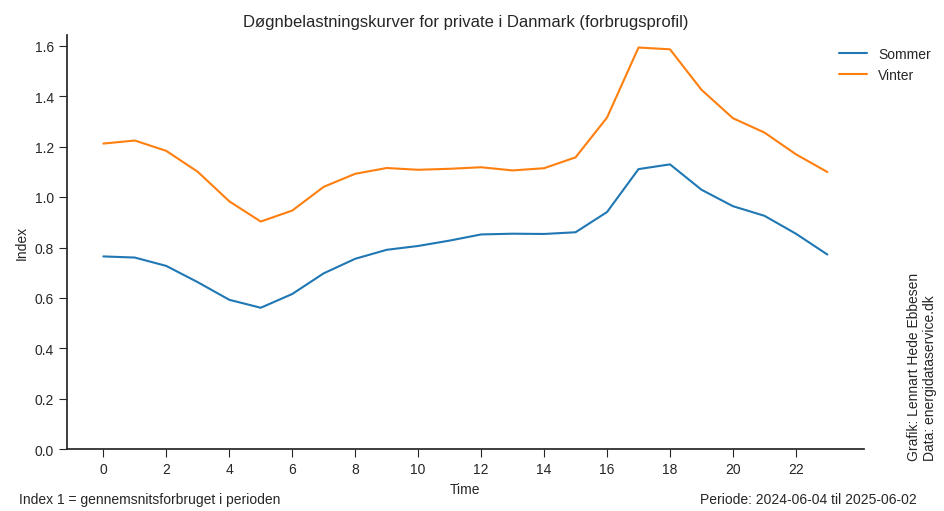 Døgnbelastningskurver for private i Danmark (forbrugsprofil)
Sommer
Vinter
1.6
1.4
1.2
1.0
0.8
0.6
0.4
0.2
0.0
Index
0 2 4 6 8 10 12 14 16 18 20 22
Time
Grafik: Lennart Hede Ebbesen
Data: energidataservice.dk
Index 1 = gennemsnitsforbruget i perioden
Periode: 2024-06-04 til 2025-06-02